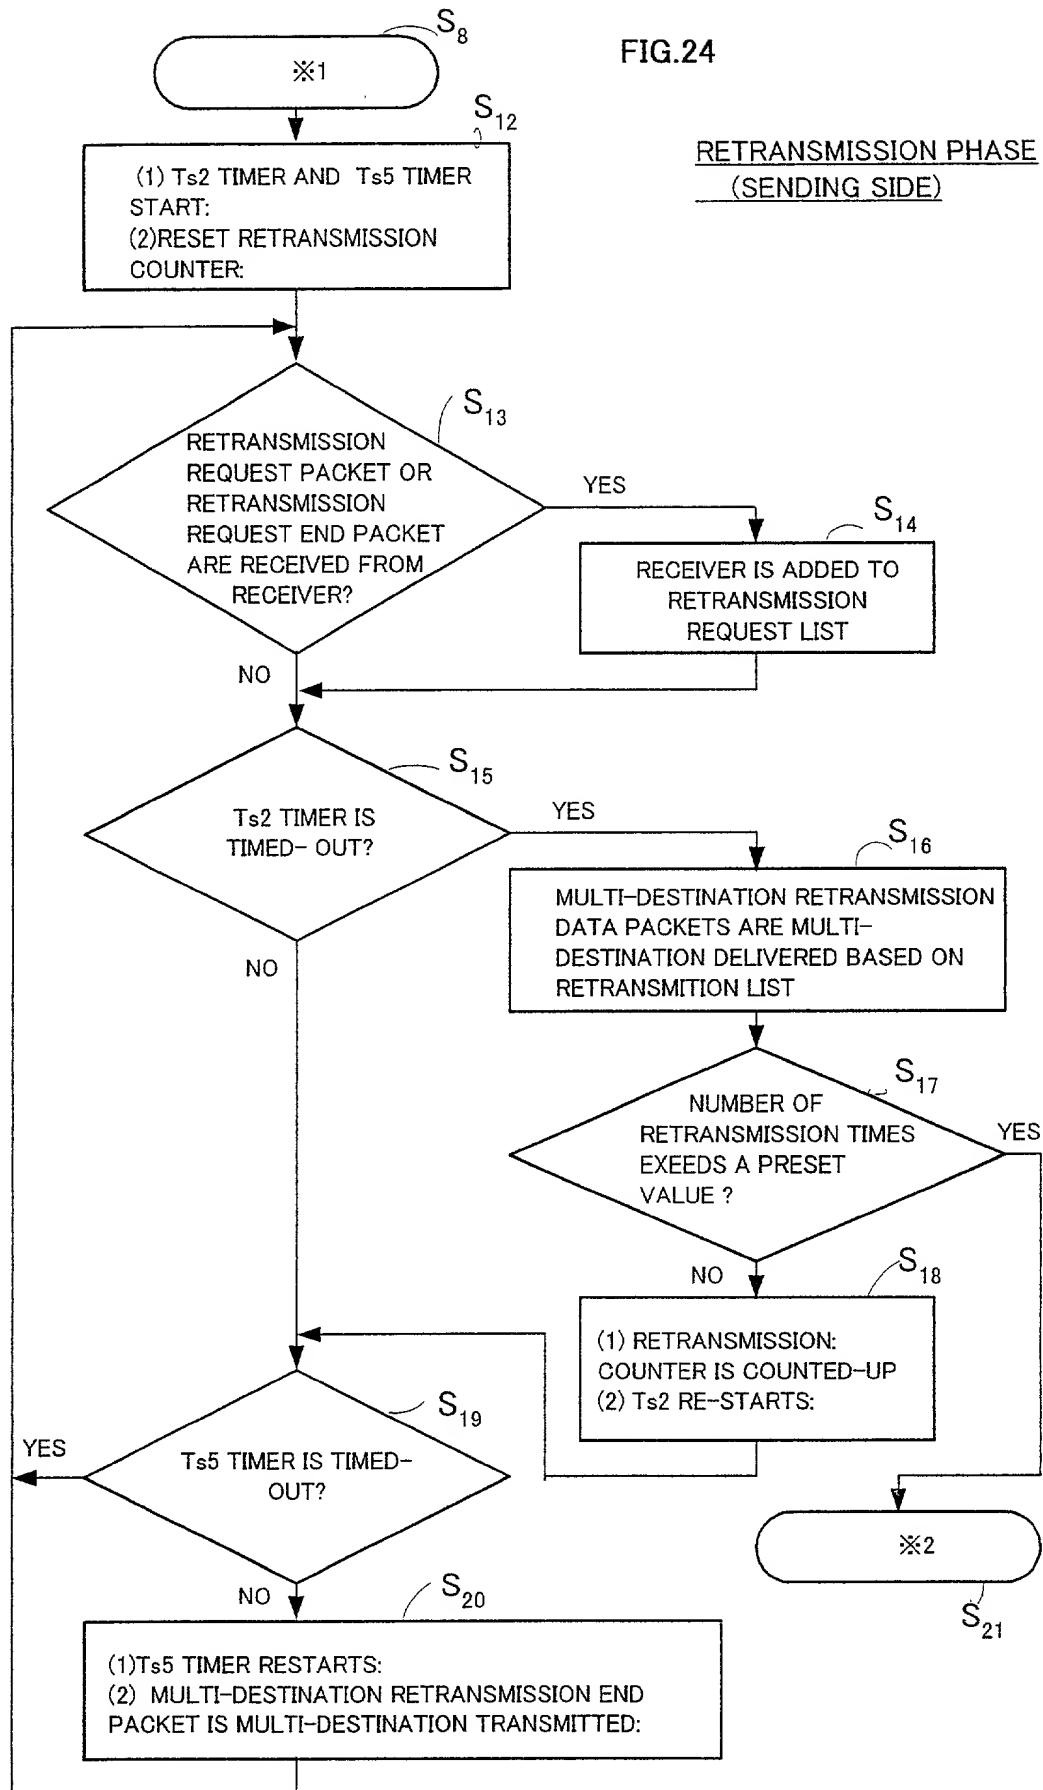 S8
※1
FIG.24
S12
RETRANSMISSION PHASE
(SENDING SIDE)
(1) Ts2 TIMER AND Ts5 TIMER
START:
(2)RESET RETRANSMISSION
COUNTER:
S13
RETRANSMISSION
REQUEST PACKET OR
RETRANSMISSION
REQUEST END PACKET
ARE RECEIVED FROM
RECEIVER?
YES
S14
RECEIVER IS ADDED TO
RETRANSMISSION
REQUEST LIST
NO
S15
Ts2 TIMER IS
TIMED- OUT?
YES
S16
MULTI-DESTINATION RETRANSMISSION
DATA PACKETS ARE MULTI-
DESTINATION DELIVERED BASED ON
RETRANSMITION LIST
NO
S17
NUMBER OF
RETRANSMISSION TIMES
EXEEDS A PRESET
VALUE ?
YES
NO
S18
(1) RETRANSMISSION:
COUNTER IS COUNTED-UP
(2) Ts2 RE-STARTS:
S19
Ts5 TIMER IS TIMED-
OUT?
YES
※2
S21
NO
S20
(1)Ts5 TIMER RESTARTS:
(2) MULTI-DESTINATION RETRANSMISSION END
PACKET IS MULTI-DESTINATION TRANSMITTED: